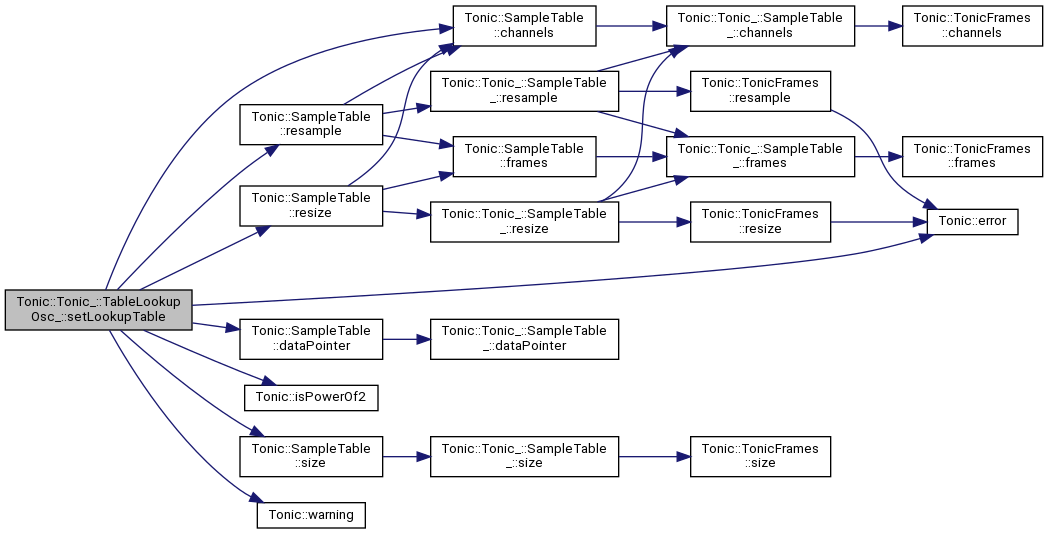 Tonic::SampleTable
::channels
Tonic::Tonic_::SampleTable
_::channels
Tonic::TonicFrames
::channels
Tonic::SampleTable
::resample
Tonic::Tonic_::SampleTable
_::resample
Tonic::TonicFrames
::resample
Tonic::SampleTable
::frames
Tonic::Tonic_::SampleTable
_::frames
Tonic::TonicFrames
::frames
Tonic::SampleTable
::resize
Tonic::Tonic_::SampleTable
_::resize
Tonic::TonicFrames
::resize
Tonic::error
Tonic::Tonic_::TableLookup
Osc_::setLookupTable
Tonic::SampleTable
::dataPointer
Tonic::Tonic_::SampleTable
_::dataPointer
Tonic::isPowerOf2
Tonic::SampleTable
::size
Tonic::Tonic_::SampleTable
_::size
Tonic::TonicFrames
::size
Tonic::warning